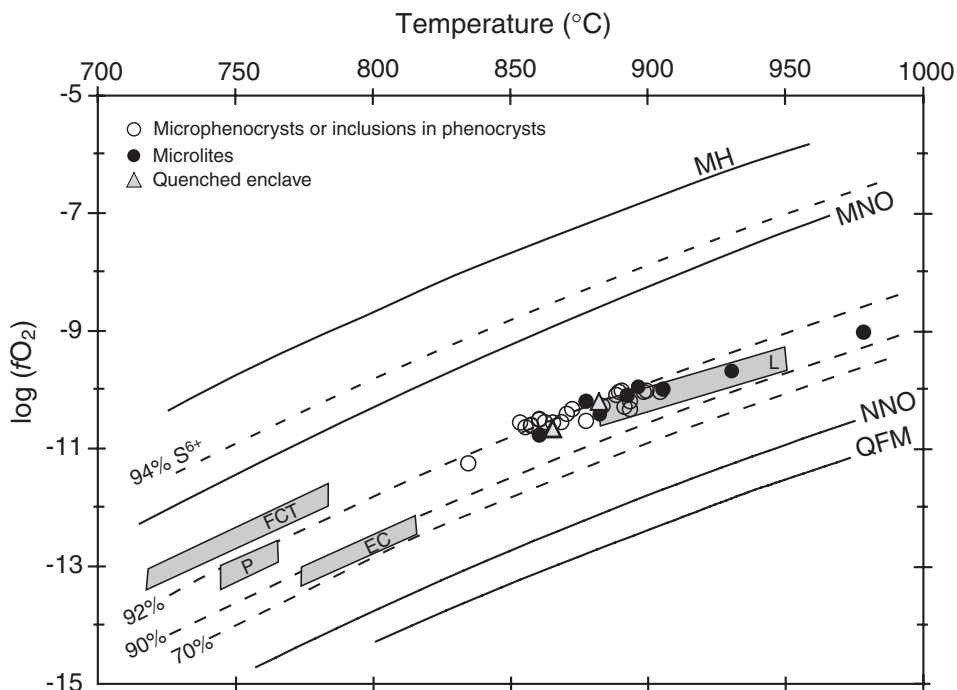 Temperature (°C)
700 750 800 850 900 950 1000
-5
Microphenocrysts or inclusions in phenocrysts
Microlites
Quenched enclave
MH
-7
MNO
log (fO₂)
-9
L
-11
NNO
QFM
94% S⁶⁺
FCT
EC
P
-13
92%
90%
70%
-15